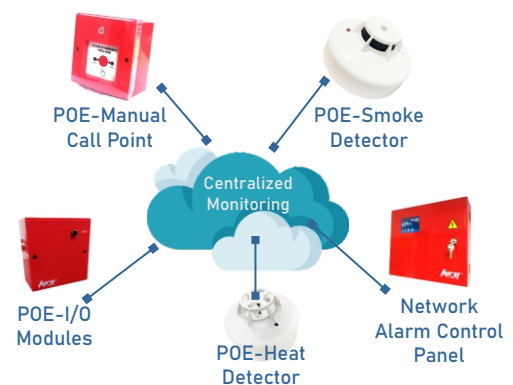 POE-Manual
Call Point
POE-Smoke
Detector
Centralized
Monitoring
POE-I/O
Modules
Network
Alarm Control
Panel
POE-Heat
Detector